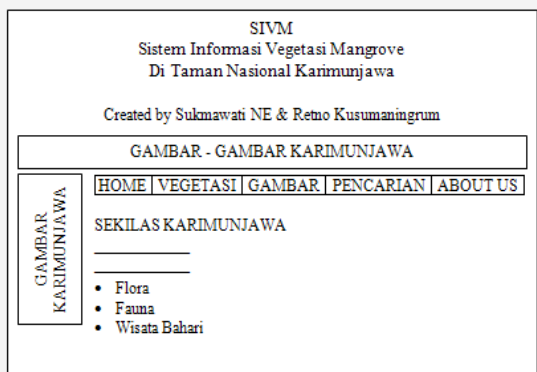 SIVM
Sistem Informasi Vegetasi Mangrove
Di Taman Nasional Karimunjawa
Created by Sukmawati NE & Retno Kusumaningrum
GAMBAR - GAMBAR KARIMUNJAWA
GAMBAR
KARIMUNJAWA
HOME VEGETASI GAMBAR PENCARIAN ABOUT US
SEKILAS KARIMUNJAWA
• Flora
• Fauna
• Wisata Bahari